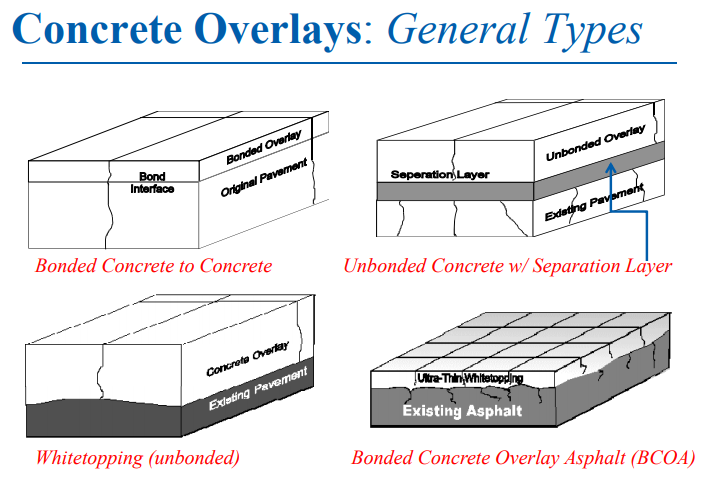 Concrete Overlays: General Types
Bonded Overlay
Bond
Interface
Original Pavement
Bonded Concrete to Concrete
Unbonded Overlay
Seperation Layer
Existing Pavement
Unbonded Concrete w/ Separation Layer
Concrete Overlay
Existing Pavement
Whitetopping (unbonded)
Ultra-Thin Whitetopping
Existing Asphalt
Bonded Concrete Overlay Asphalt (BCOA)